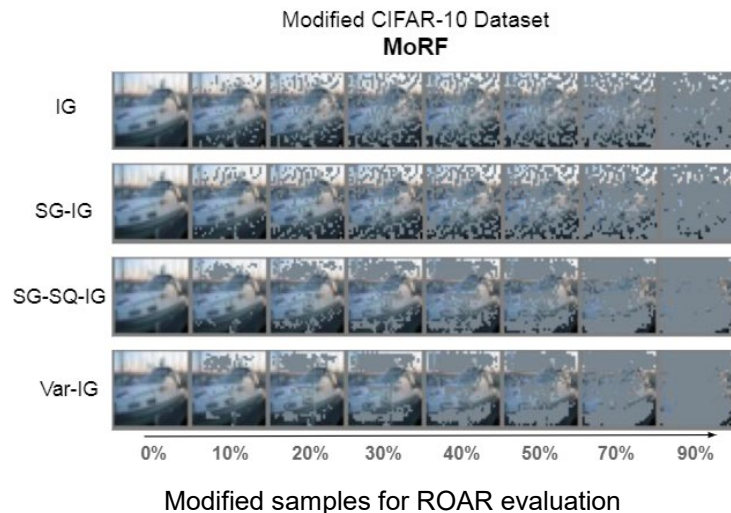 Modified CIFAR-10 Dataset
MoRF
IG
SG-IG
SG-SQ-IG
Var-IG
0% 10% 20% 30% 40% 50% 70% 90%
Modified samples for ROAR evaluation